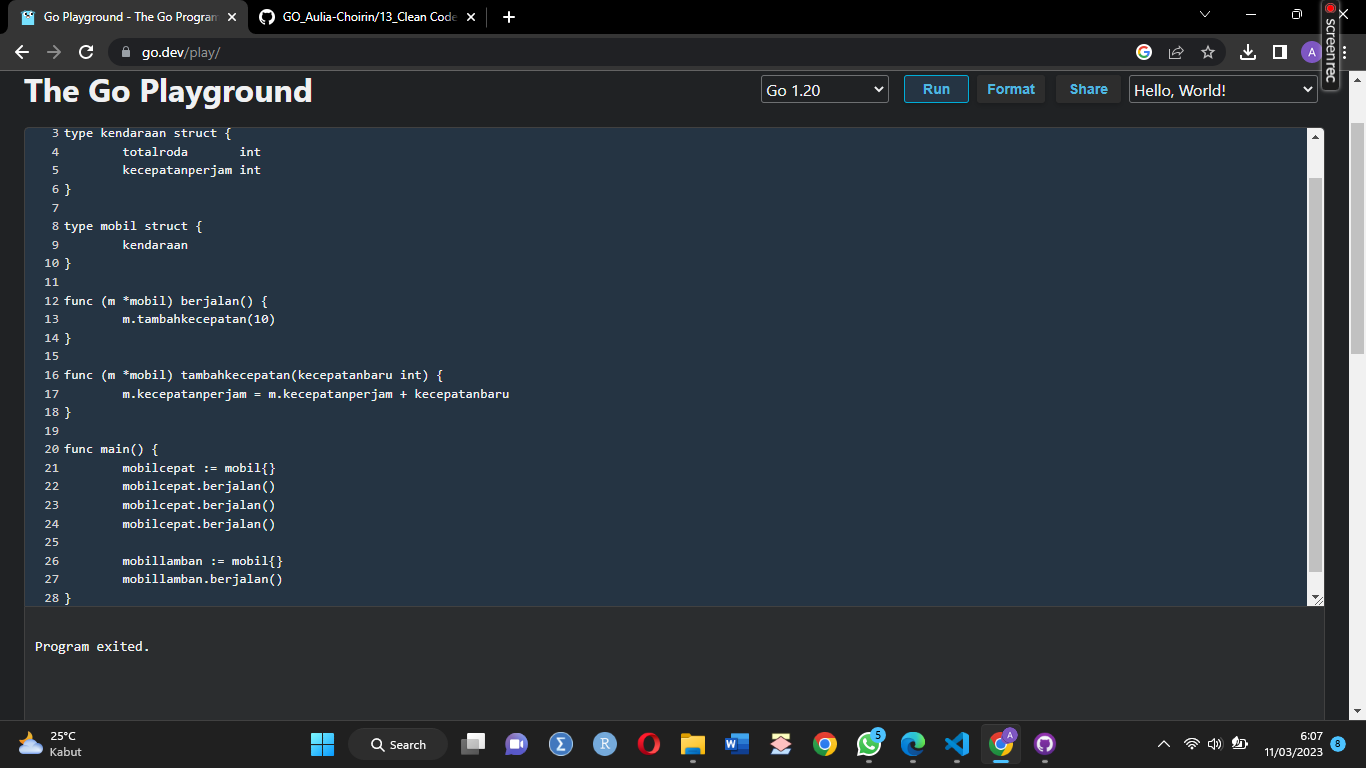 Go Playground - The Go Program
GO_Aulia-Choirin/13_Clean Code
go.dev/play/
A
screenrec
The Go Playground
Go 1.20
Run
Format
Share
Hello, World!
3 type kendaraan struct {
4 totalroda int
5 kecepatanperjam int
6 }
7
8 type mobil struct {
9 kendaraan
10 }
11
12 func (m *mobil) berjalan() {
13 m.tambahkecepatan(10)
14 }
15
16 func (m *mobil) tambahkecepatan(kecepatanbaru int) {
17 m.kecepatanperjam = m.kecepatanperjam + kecepatanbaru
18 }
19
20 func main() {
21 mobilcepat := mobil{}
22 mobilcepat.berjalan()
23 mobilcepat.berjalan()
24 mobilcepat.berjalan()
25
26 mobillamban := mobil{}
27 mobillamban.berjalan()
28 }
Program exited.
25°C
Kabut
Search
5
A
6:07
11/03/2023
8